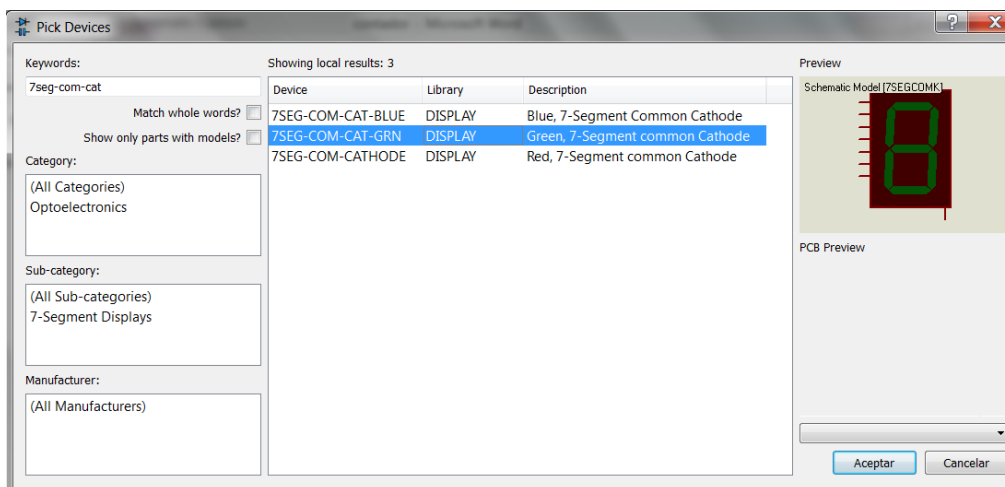 Pick Devices
Keywords:
7seg-com-cat
Match whole words?
Show only parts with models?
Category:
(All Categories)
Optoelectronics
Sub-category:
(All Sub-categories)
7-Segment Displays
Manufacturer:
(All Manufacturers)
Showing local results: 3
Device Library Description
7SEG-COM-CAT-BLUE DISPLAY Blue, 7-Segment Common Cathode
7SEG-COM-CAT-GRN DISPLAY Green, 7-Segment common Cathode
7SEG-COM-CATHODE DISPLAY Red, 7-Segment common Cathode
Preview
Schematic Model [7SEGCOMK]
PCB Preview
Aceptar Cancelar